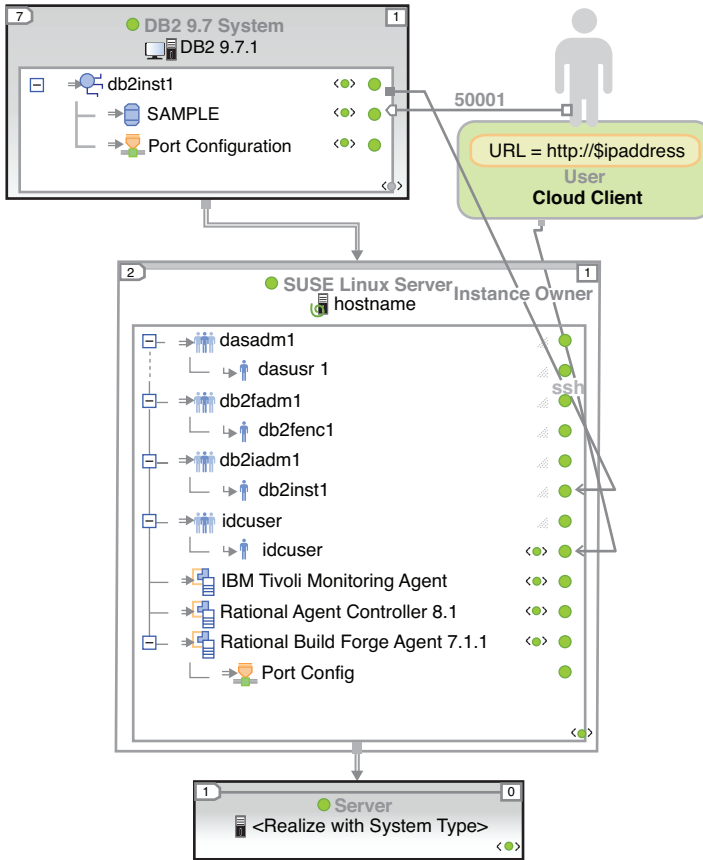 7
1
DB2 9.7 System
DB2 9.7.1
db2inst1
SAMPLE
Port Configuration
50001
URL = http://$ipaddress
User
Cloud Client
2
1
SUSE Linux Server
Instance Owner
hostname
dasadm1
dasusr 1
ssh
db2fadm1
db2fenc1
db2iadm1
db2inst1
idcuser
idcuser
IBM Tivoli Monitoring Agent
Rational Agent Controller 8.1
Rational Build Forge Agent 7.1.1
Port Config
1
0
Server
<Realize with System Type>